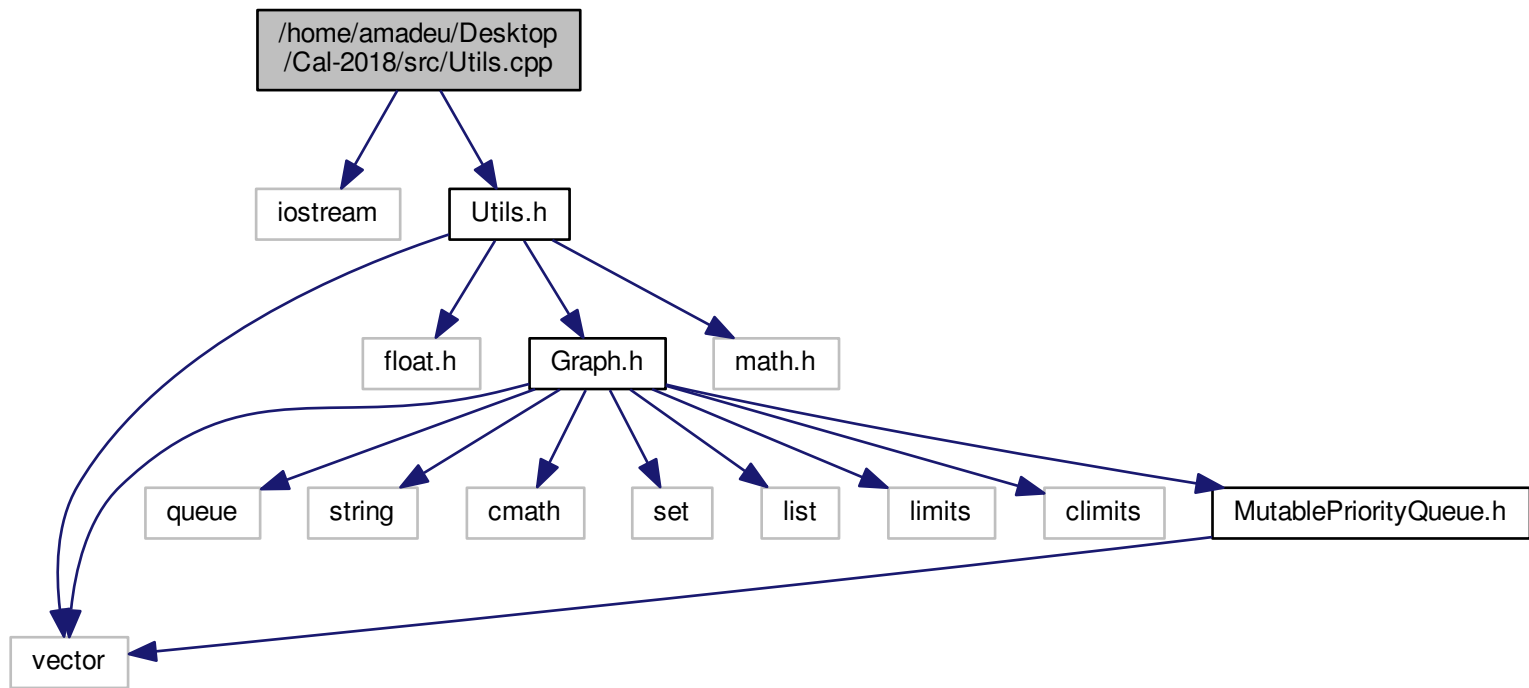 /home/amadeu/Desktop
/Cal-2018/src/Utils.cpp
iostream
Utils.h
float.h
Graph.h
math.h
queue
string
cmath
set
list
limits
climits
MutablePriorityQueue.h
vector